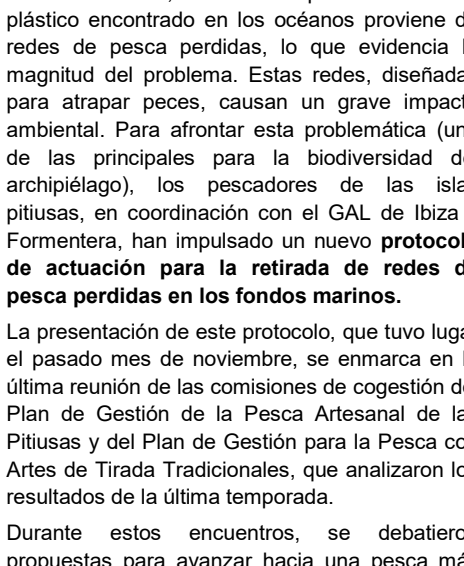 plástico encontrado en los océanos proviene d
redes de pesca perdidas, lo que evidencia l
magnitud del problema. Estas redes, diseñada
para atrapar peces, causan un grave impact
ambiental. Para afrontar esta problemática (un
de las principales para la biodiversidad de
archipiélago), los pescadores de las isla
pitiusas, en coordinación con el GAL de Ibiza
Formentera, han impulsado un nuevo protocol
de actuación para la retirada de redes d
pesca perdidas en los fondos marinos.
La presentación de este protocolo, que tuvo luga
el pasado mes de noviembre, se enmarca en l
última reunión de las comisiones de cogestión de
Plan de Gestión de la Pesca Artesanal de la
Pitiusas y del Plan de Gestión para la Pesca co
Artes de Tirada Tradicionales, que analizaron lo
resultados de la última temporada.
Durante estos encuentros, se debatiero
propuestas para avanzar hacia una pesca má